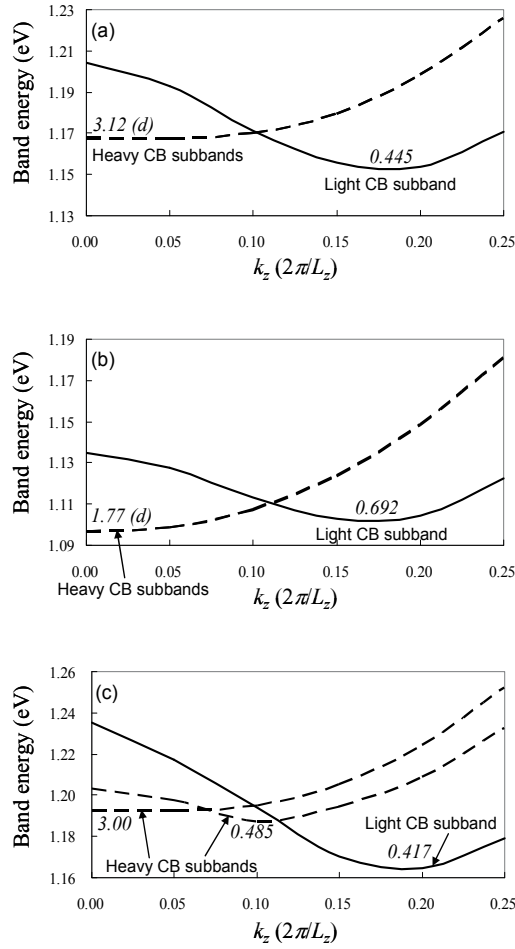 (a)
Band energy (eV)
1.23
1.21
1.19
1.17
1.15
1.13
3.12 (d)
Heavy CB subbands
0.445
Light CB subband
0.00 0.05 0.10 0.15 0.20 0.25
k_z (2π/L_z)
(b)
Band energy (eV)
1.19
1.17
1.15
1.13
1.11
1.09
1.77 (d)
0.692
Light CB subband
Heavy CB subbands
0.00 0.05 0.10 0.15 0.20 0.25
k_z (2π/L_z)
(c)
Band energy (eV)
1.26
1.24
1.22
1.20
1.18
1.16
3.00
0.485
Light CB subband
Heavy CB subbands
0.417
0.00 0.05 0.10 0.15 0.20 0.25
k_z (2π/L_z)